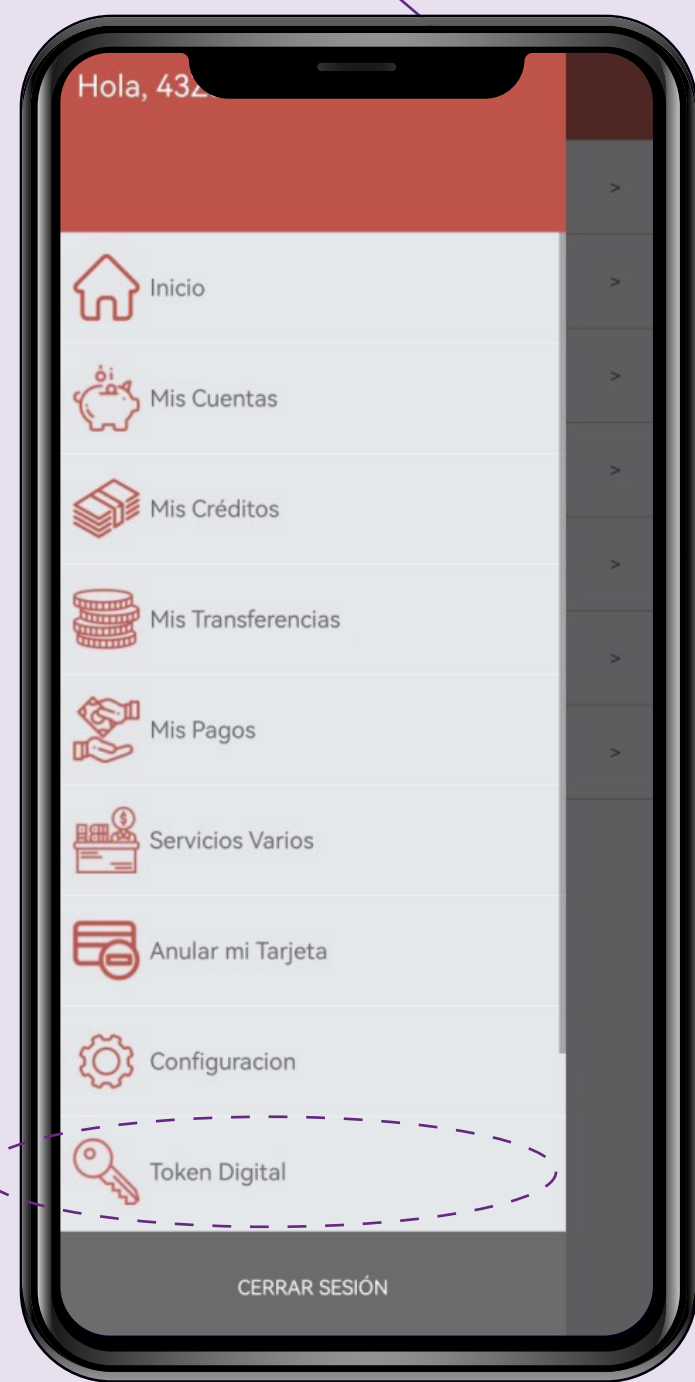 Hola, 432
Inicio
Mis Cuentas
Mis Créditos
Mis Transferencias
Mis Pagos
Servicios Varios
Anular mi Tarjeta
Configuracion
Token Digital
CERRAR SESIÓN